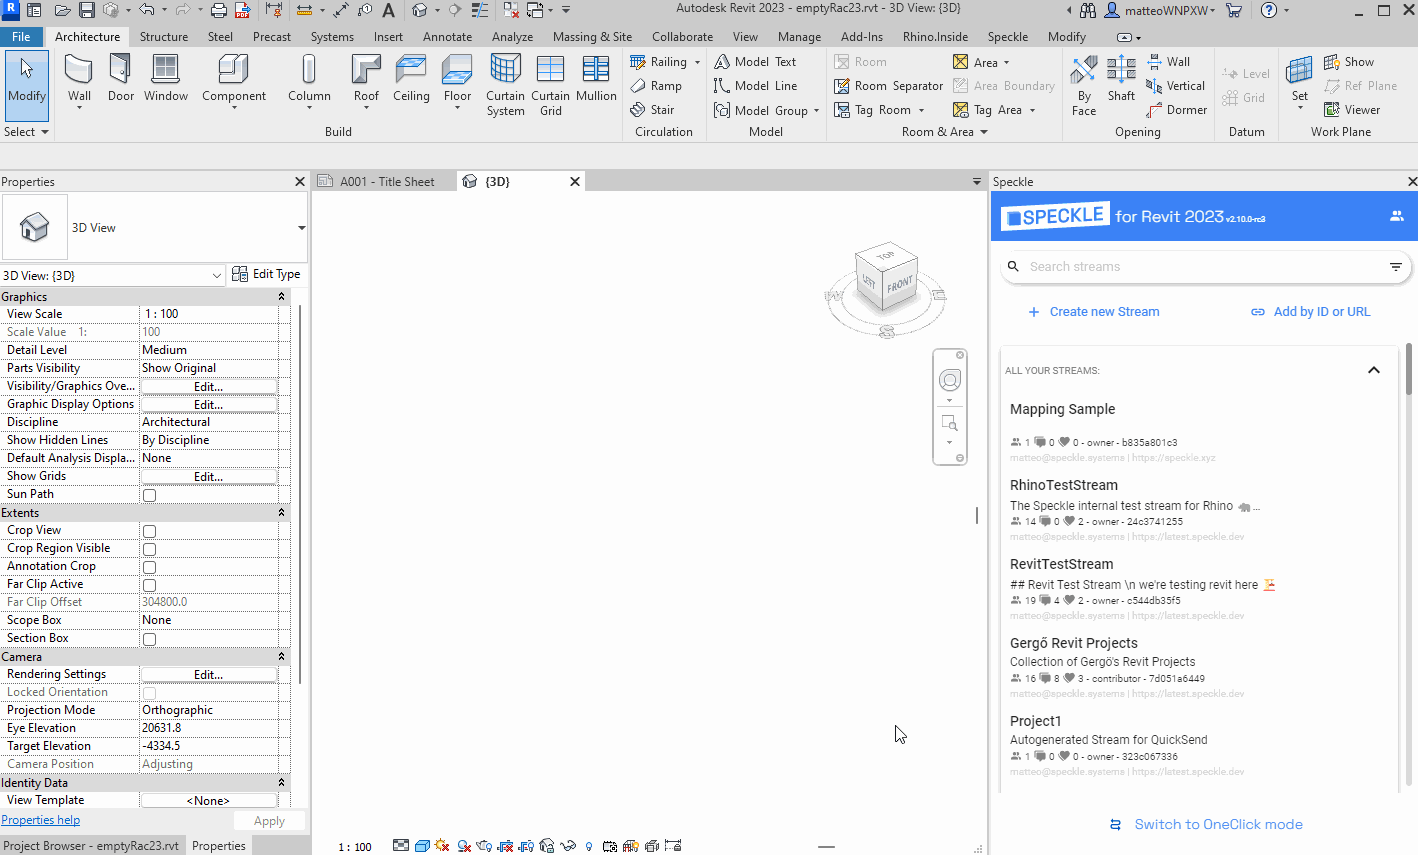 Autodesk Revit 2023 - emptyRac23.rvt - 3D View: {3D}
matteoWNPXW
File Architecture Structure Steel Precast Systems Insert Annotate Analyze Massing & Site Collaborate View Manage Add-Ins Rhino.Inside Speckle Modify
Modify
Wall
Door
Window
Component
Column
Roof
Ceiling
Floor
Curtain System
Curtain Grid
Mullion
Railing
Ramp
Stair
Model Text
Model Line
Model Group
Room
Room Separator
Tag Room
Area
Area Boundary
Tag Area
By Face
Shaft
Wall
Vertical
Dormer
Level
Grid
Set
Show
Ref Plane
Viewer
Select Build Circulation Model Room & Area Opening Datum Work Plane
Properties
3D View
3D View: {3D}
Edit Type
Graphics
View Scale 1 : 100
Scale Value 1: 100
Detail Level Medium
Parts Visibility Show Original
Visibility/Graphics Ove... Edit...
Graphic Display Options Edit...
Discipline Architectural
Show Hidden Lines By Discipline
Default Analysis Displa... None
Show Grids Edit...
Sun Path
Extents
Crop View
Crop Region Visible
Annotation Crop
Far Clip Active
Far Clip Offset 304800.0
Scope Box None
Section Box
Camera
Rendering Settings Edit...
Locked Orientation
Projection Mode Orthographic
Eye Elevation 20631.8
Target Elevation -4334.5
Camera Position Adjusting
Identity Data
View Template <None>
Properties help
Apply
Project Browser - emptyRac23.rvt Properties
A001 - Title Sheet
{3D}
TOP
LEFT
FRONT
W
E
S
1 : 100
Speckle
SPECKLE for Revit 2023 v2.10.0-rc3
Search streams
Create new Stream
Add by ID or URL
ALL YOUR STREAMS:
Mapping Sample
1 0 0 - owner - b835a801c3
matteo@speckle.systems | https://speckle.xyz
RhinoTestStream
The Speckle internal test stream for Rhino 🦏 ...
14 0 2 - owner - 24c3741255
matteo@speckle.systems | https://latest.speckle.dev
RevitTestStream
## Revit Test Stream \n we're testing revit here
19 4 2 - owner - c544db35f5
matteo@speckle.systems | https://latest.speckle.dev
Gergő Revit Projects
Collection of Gergö's Revit Projects
16 8 3 - contributor - 7d051a6449
matteo@speckle.systems | https://latest.speckle.dev
Project1
Autogenerated Stream for QuickSend
1 0 0 - owner - 323c067336
matteo@speckle.systems | https://latest.speckle.dev
Switch to OneClick mode